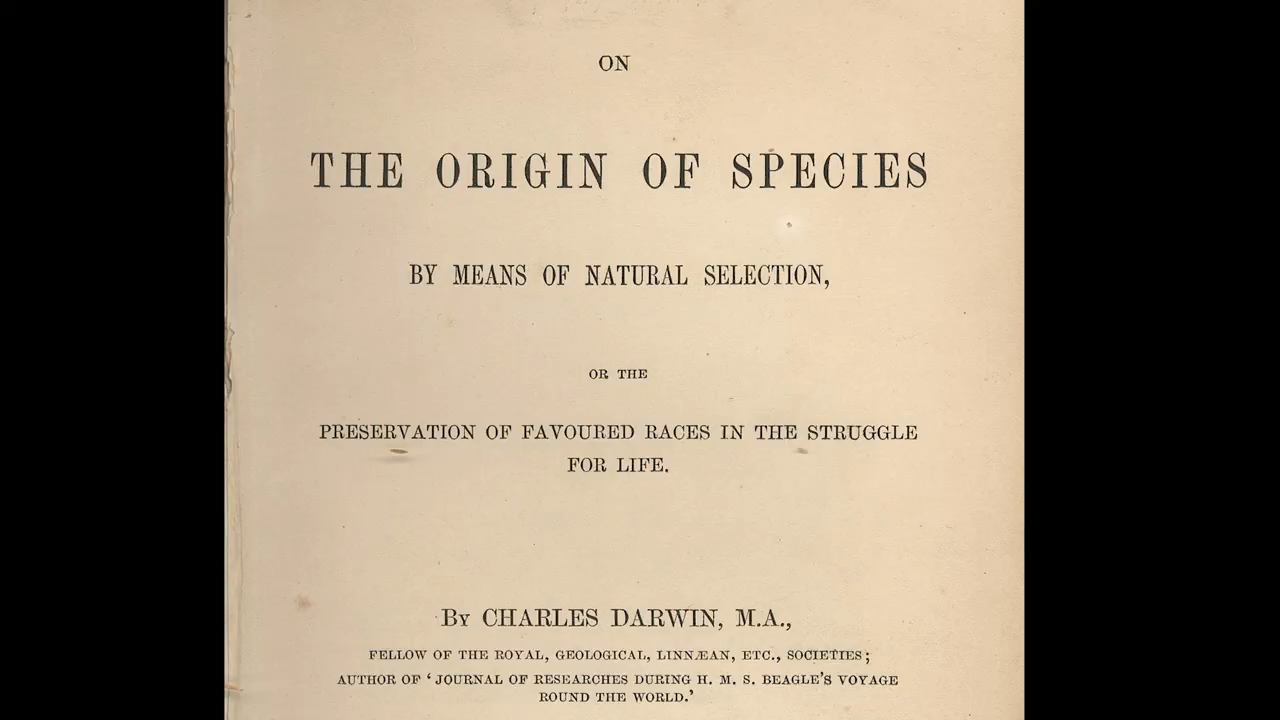 ON
THE ORIGIN OF SPECIES
BY MEANS OF NATURAL SELECTION,
OR THE
PRESERVATION OF FAVOURED RACES IN THE STRUGGLE
FOR LIFE.
BY CHARLES DARWIN, M.A.,
FELLOW OF THE ROYAL, GEOLOGICAL, LINNÆAN, ETC., SOCIETIES;
AUTHOR OF ‘JOURNAL OF RESEARCHES DURING H. M. S. BEAGLE’S VOYAGE
ROUND THE WORLD.’